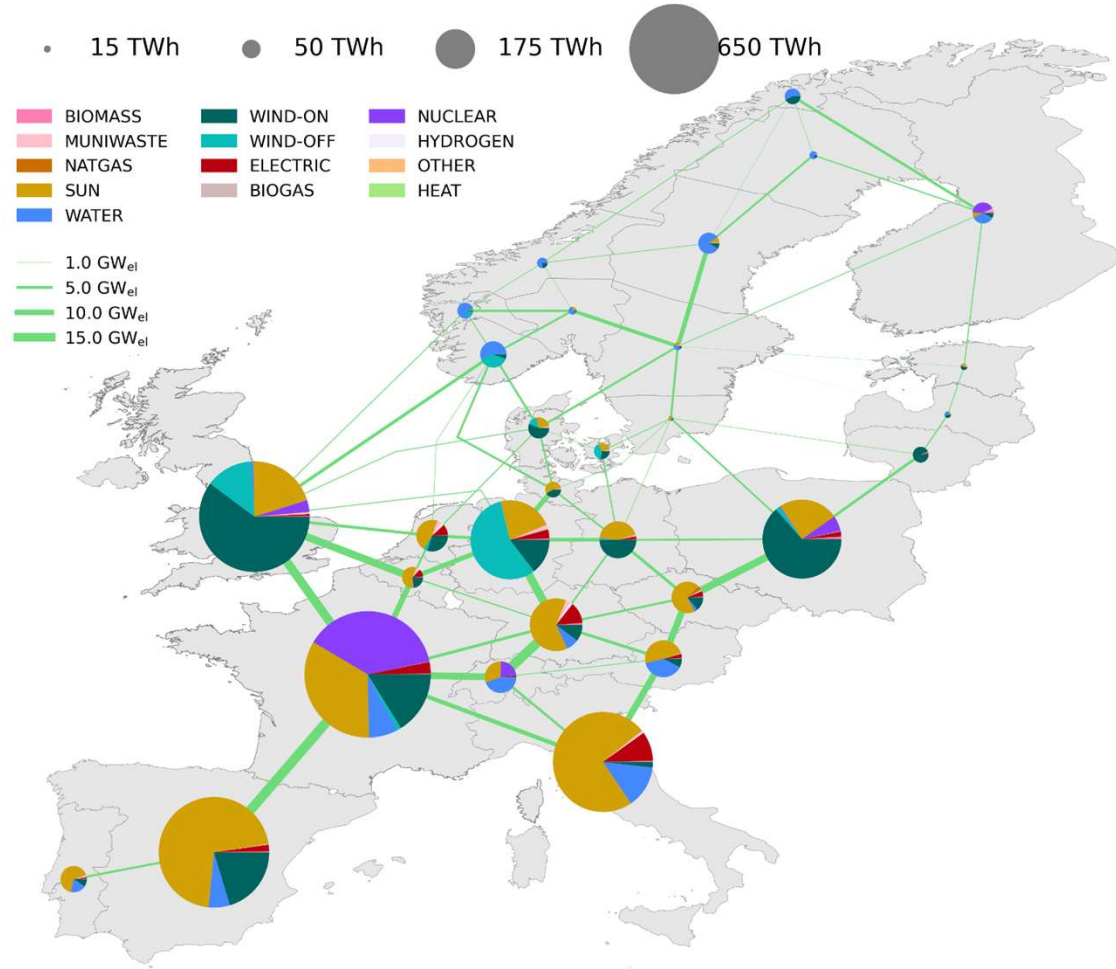 15 TWh 50 TWh 175 TWh 650 TWh
BIOMASS WIND-ON NUCLEAR
MUNIWASTE WIND-OFF HYDROGEN
NATGAS ELECTRIC OTHER
SUN BIOGAS HEAT
WATER
1.0 GWel
5.0 GWel
10.0 GWel
15.0 GWel